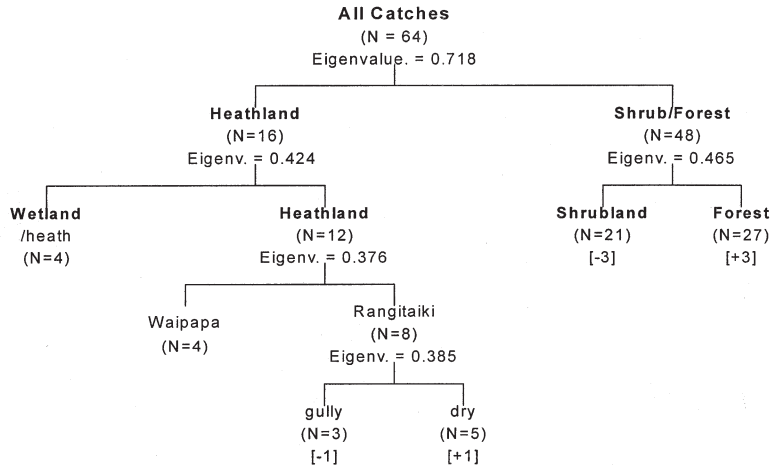 All Catches
(N = 64)
Eigenvalue. = 0.718
Heathland
(N=16)
Eigenv. = 0.424
Shrub/Forest
(N=48)
Eigenv. = 0.465
Wetland
/heath
(N=4)
Heathland
(N=12)
Eigenv. = 0.376
Shrubland
(N=21)
[-3]
Forest
(N=27)
[+3]
Waipapa
(N=4)
Rangitaiki
(N=8)
Eigenv. = 0.385
gully
(N=3)
[-1]
dry
(N=5)
[+1]